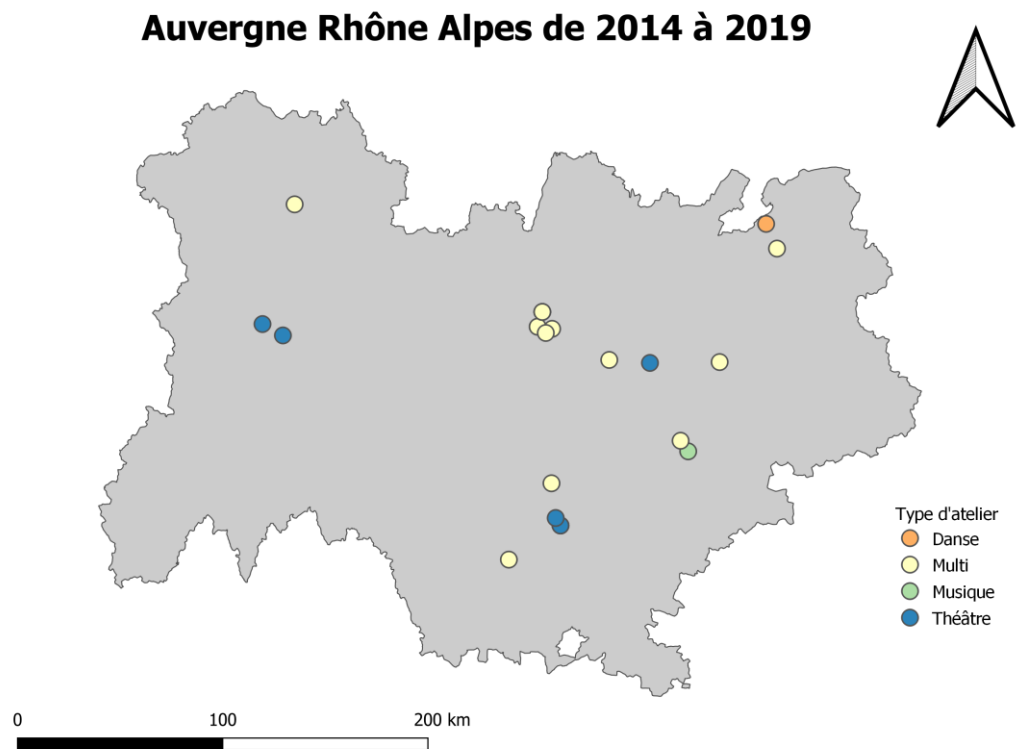 Auvergne Rhône Alpes de 2014 à 2019
Type d'atelier
Danse
Multi
Musique
Théâtre
0 100 200 km